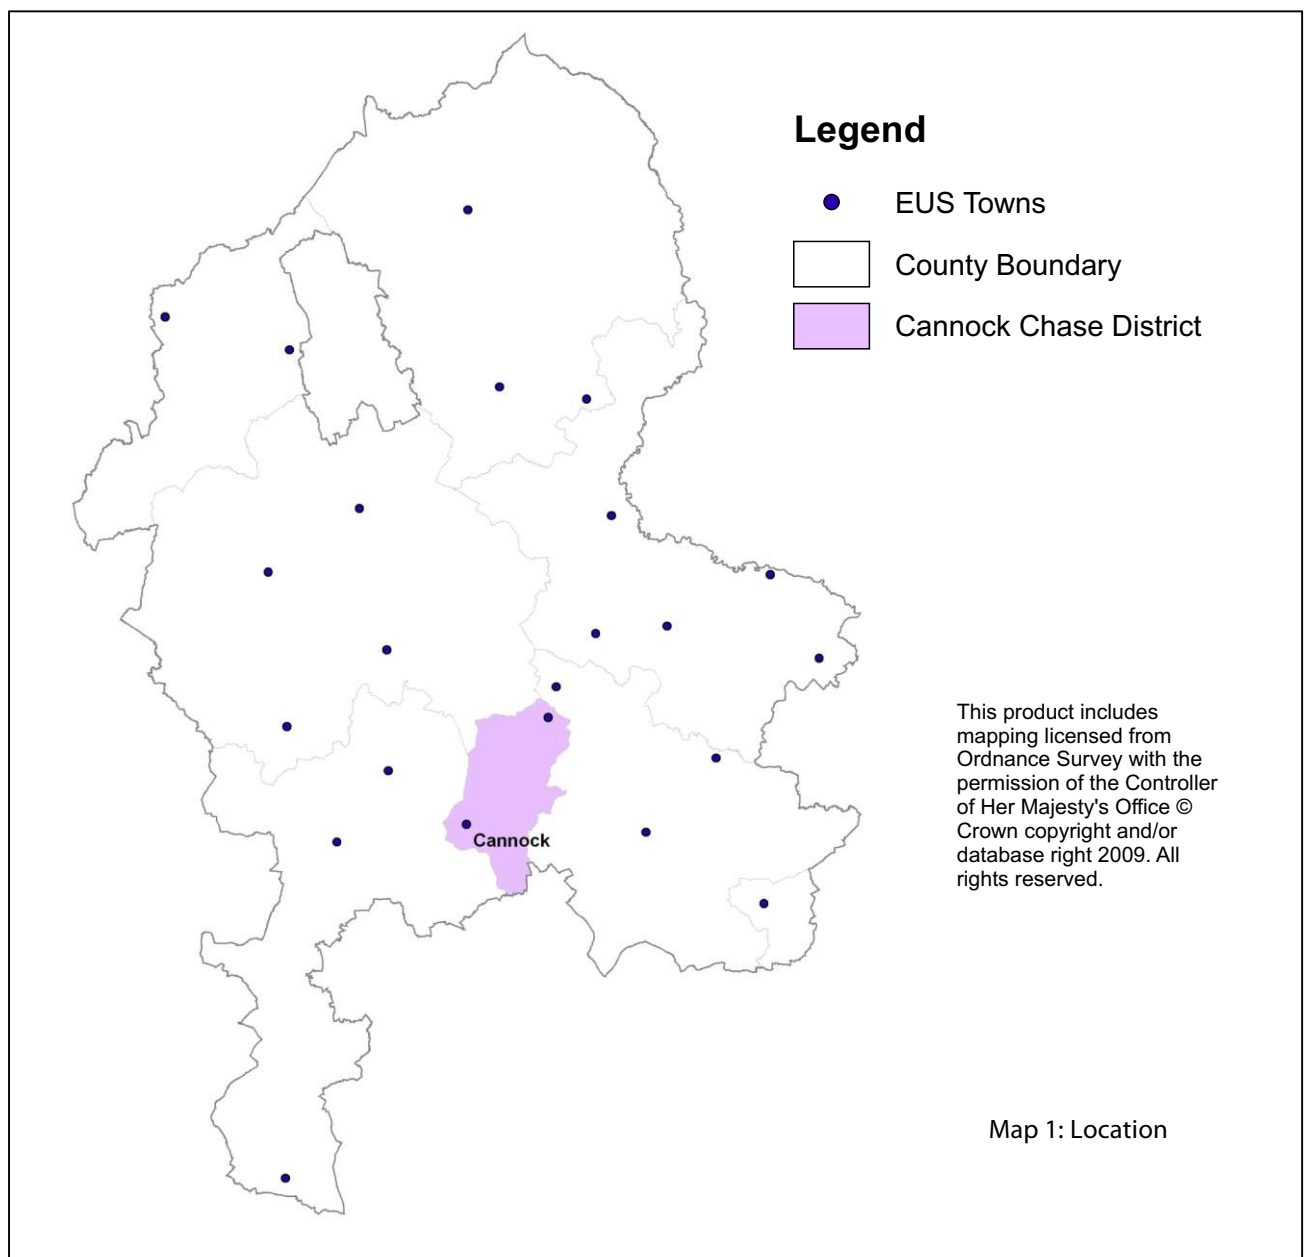 Legend
EUS Towns
County Boundary
Cannock Chase District
This product includes
mapping licensed from
Ordnance Survey with the
permission of the Controller
of Her Majesty's Office ©
Crown copyright and/or
database right 2009. All
rights reserved.
Cannock
Map 1: Location